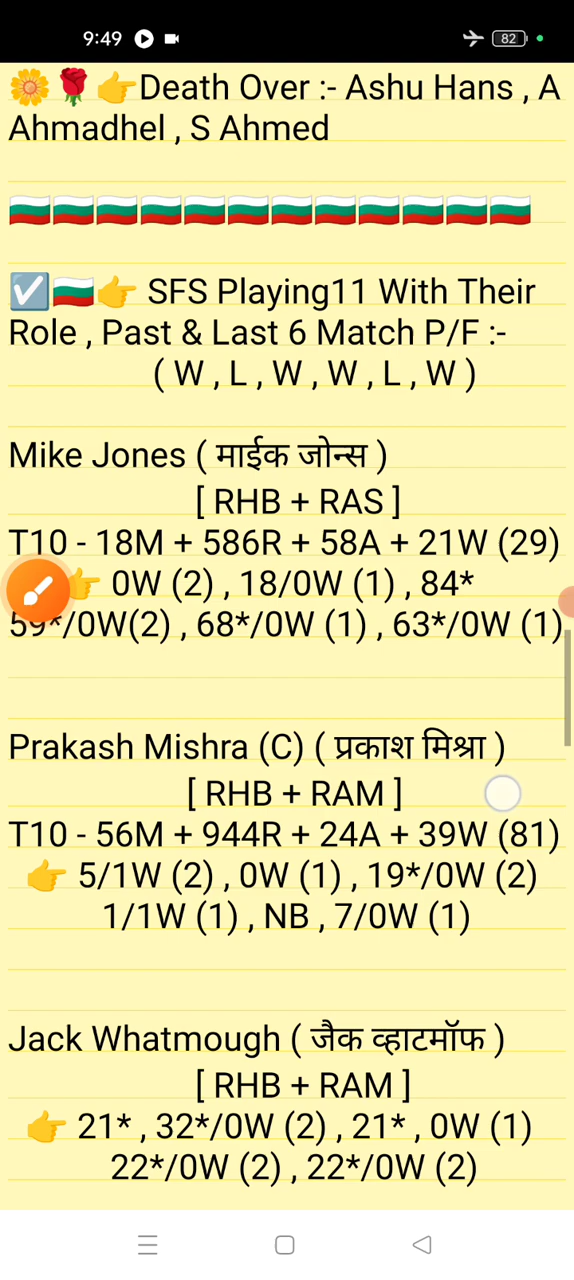 9:49
82
Death Over :- Ashu Hans , A
Ahmadhel , S Ahmed
SFS Playing11 With Their
Role , Past & Last 6 Match P/F :-
( W , L , W , W , L , W )
Mike Jones ( माईक जोन्स )
[ RHB + RAS ]
T10 - 18M + 586R + 58A + 21W (29)
0W (2) , 18/0W (1) , 84*
59*/0W(2) , 68*/0W (1) , 63*/0W (1)
Prakash Mishra (C) ( प्रकाश मिश्रा )
[ RHB + RAM ]
T10 - 56M + 944R + 24A + 39W (81)
5/1W (2) , 0W (1) , 19*/0W (2)
1/1W (1) , NB , 7/0W (1)
Jack Whatmough ( जैक व्हाटमॉफ )
[ RHB + RAM ]
21* , 32*/0W (2) , 21* , 0W (1)
22*/0W (2) , 22*/0W (2)